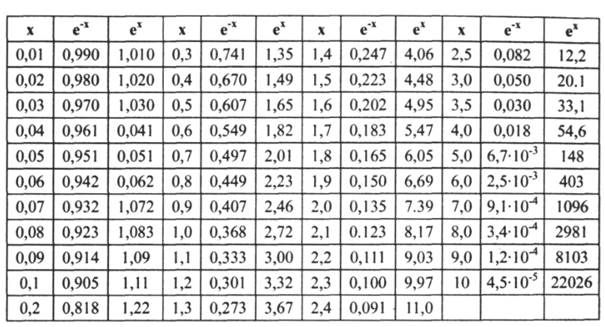 x e⁻ˣ eˣ x e⁻ˣ eˣ x e⁻ˣ eˣ x e⁻ˣ eˣ
0,01 0,990 1,010 0,3 0,741 1,35 1,4 0,247 4,06 2,5 0,082 12,2
0,02 0,980 1,020 0,4 0,670 1,49 1,5 0,223 4,48 3,0 0,050 20.1
0,03 0,970 1,030 0,5 0,607 1,65 1,6 0,202 4,95 3,5 0,030 33,1
0,04 0,961 0,041 0,6 0,549 1,82 1,7 0,183 5,47 4,0 0,018 54,6
0,05 0,951 0,051 0,7 0,497 2,01 1,8 0,165 6,05 5,0 6,7·10⁻³ 148
0,06 0,942 0,062 0,8 0,449 2,23 1,9 0,150 6,69 6,0 2,5·10⁻³ 403
0,07 0,932 1,072 0,9 0,407 2,46 2,0 0,135 7.39 7,0 9,1·10⁻⁴ 1096
0,08 0,923 1,083 1,0 0,368 2,72 2,1 0.123 8,17 8,0 3,4·10⁻⁴ 2981
0,09 0,914 1,09 1,1 0,333 3,00 2,2 0,111 9,03 9,0 1,2·10⁻⁴ 8103
0,1 0,905 1,11 1,2 0,301 3,32 2,3 0,100 9,97 10 4,5·10⁻⁵ 22026
0,2 0,818 1,22 1,3 0,273 3,67 2,4 0,091 11,0